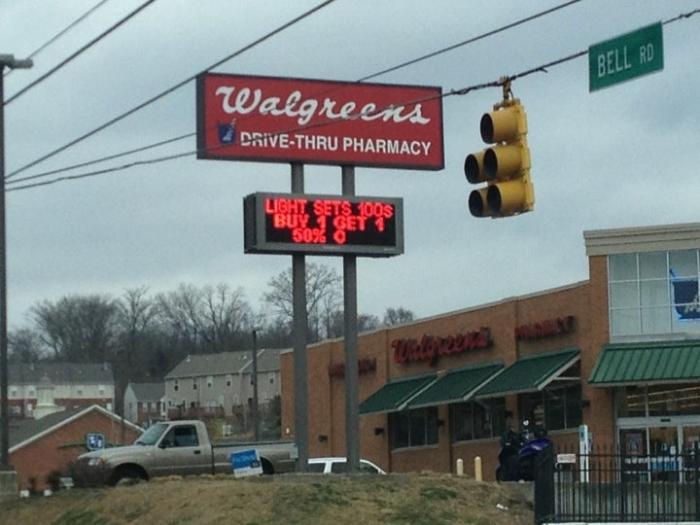 BELL RD
Walgreens
DRIVE-THRU PHARMACY
LIGHT SETS 100s
BUY 1 GET 1
50% O
Walgreens
PHARMACY